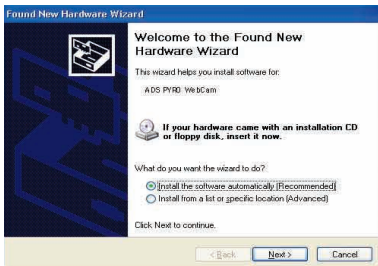 Found New Hardware Wizard
Welcome to the Found New
Hardware Wizard
This wizard helps you install software for:
ADS PYRO WebCam
If your hardware came with an installation CD
or floppy disk, insert it now.
What do you want the wizard to do?
Install the software automatically (Recommended)
Install from a list or specific location (Advanced)
Click Next to continue.
< Back Next > Cancel